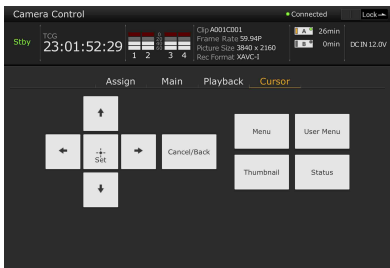 Camera Control
Connected
Lock
Stby
TCG
23:01:52:29
1 2 3 4
Clip A001C001
Frame Rate 59.94P
Picture Size 3840 x 2160
Rec Format XAVC-I
A 26min
B 0min
DC IN 12.0V
Assign Main Playback Cursor
Set
Cancel/Back
Menu
User Menu
Thumbnail
Status